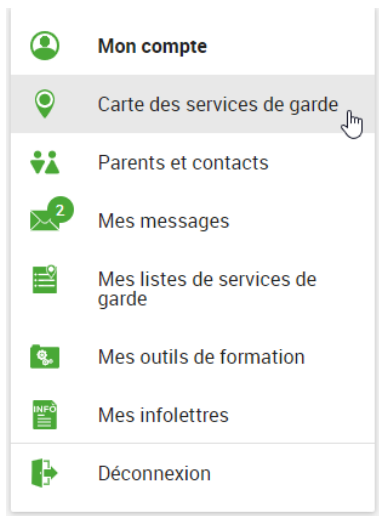 Mon compte
Carte des services de garde
Parents et contacts
2
Mes messages
Mes listes de services de
garde
Mes outils de formation
INFO
Mes infolettres
Déconnexion